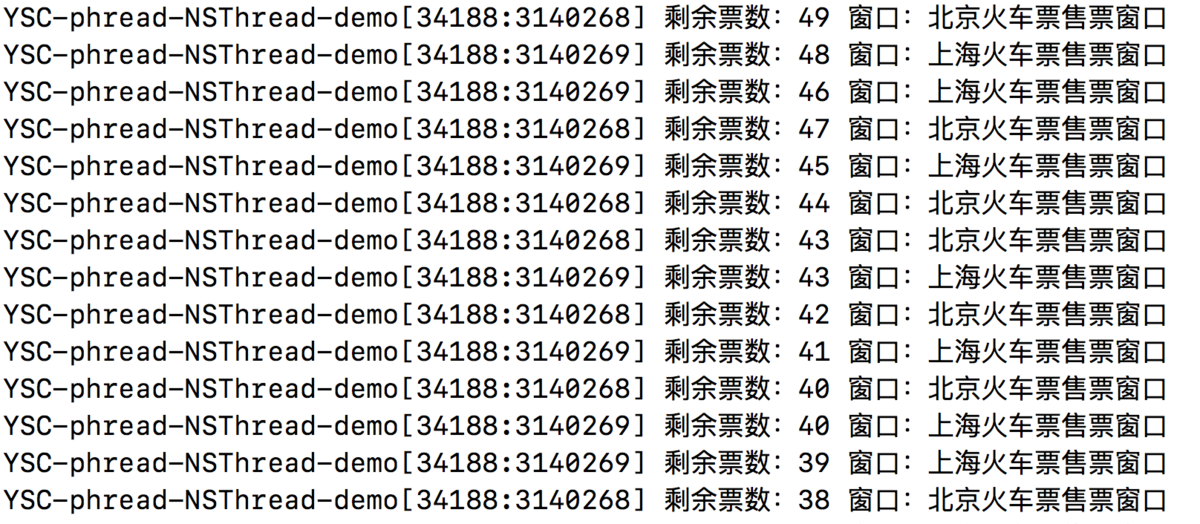 YSC-phread-NSThread-demo[34188:3140268] 剩余票数：49 窗口：北京火车票售票窗口
YSC-phread-NSThread-demo[34188:3140269] 剩余票数：48 窗口：上海火车票售票窗口
YSC-phread-NSThread-demo[34188:3140269] 剩余票数：46 窗口：上海火车票售票窗口
YSC-phread-NSThread-demo[34188:3140268] 剩余票数：47 窗口：北京火车票售票窗口
YSC-phread-NSThread-demo[34188:3140269] 剩余票数：45 窗口：上海火车票售票窗口
YSC-phread-NSThread-demo[34188:3140268] 剩余票数：44 窗口：北京火车票售票窗口
YSC-phread-NSThread-demo[34188:3140268] 剩余票数：43 窗口：北京火车票售票窗口
YSC-phread-NSThread-demo[34188:3140269] 剩余票数：43 窗口：上海火车票售票窗口
YSC-phread-NSThread-demo[34188:3140268] 剩余票数：42 窗口：北京火车票售票窗口
YSC-phread-NSThread-demo[34188:3140269] 剩余票数：41 窗口：上海火车票售票窗口
YSC-phread-NSThread-demo[34188:3140268] 剩余票数：40 窗口：北京火车票售票窗口
YSC-phread-NSThread-demo[34188:3140269] 剩余票数：40 窗口：上海火车票售票窗口
YSC-phread-NSThread-demo[34188:3140269] 剩余票数：39 窗口：上海火车票售票窗口
YSC-phread-NSThread-demo[34188:3140268] 剩余票数：38 窗口：北京火车票售票窗口